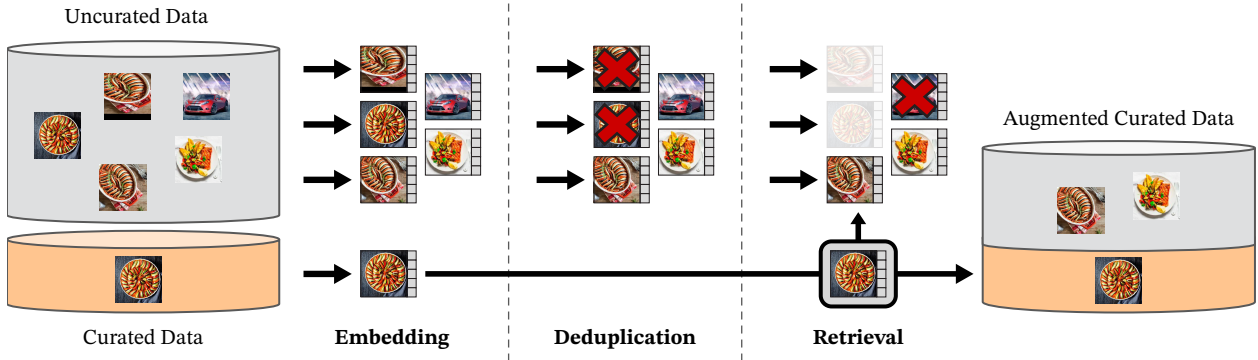 Uncurated Data
Augmented Curated Data
Curated Data
Embedding
Deduplication
Retrieval